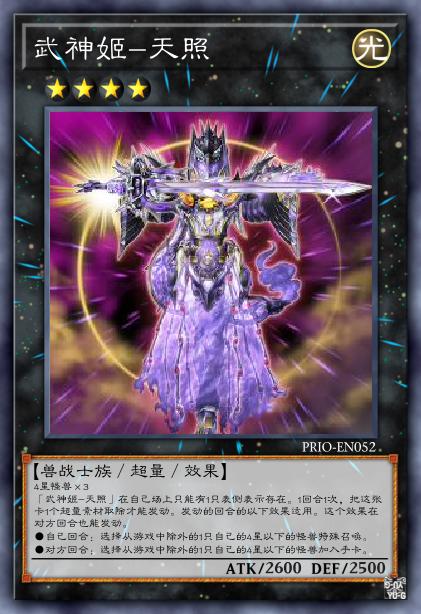 武神姬-天照
光
PRIO-EN052
【兽战士族/超量/效果】
4星怪兽×3
「武神姬-天照」在自己场上只能有1只表侧表示存在。1回合1次，把这张
卡1个超量素材取除才能发动。发动的回合的以下效果适用。这个效果在
对方回合也能发动。
●自己回合：选择从游戏中除外的1只自己的4星以下的怪兽特殊召唤。
●对方回合：选择从游戏中除外的1只自己的4星以下的怪兽加入手卡。
ATK/2600 DEF/2500